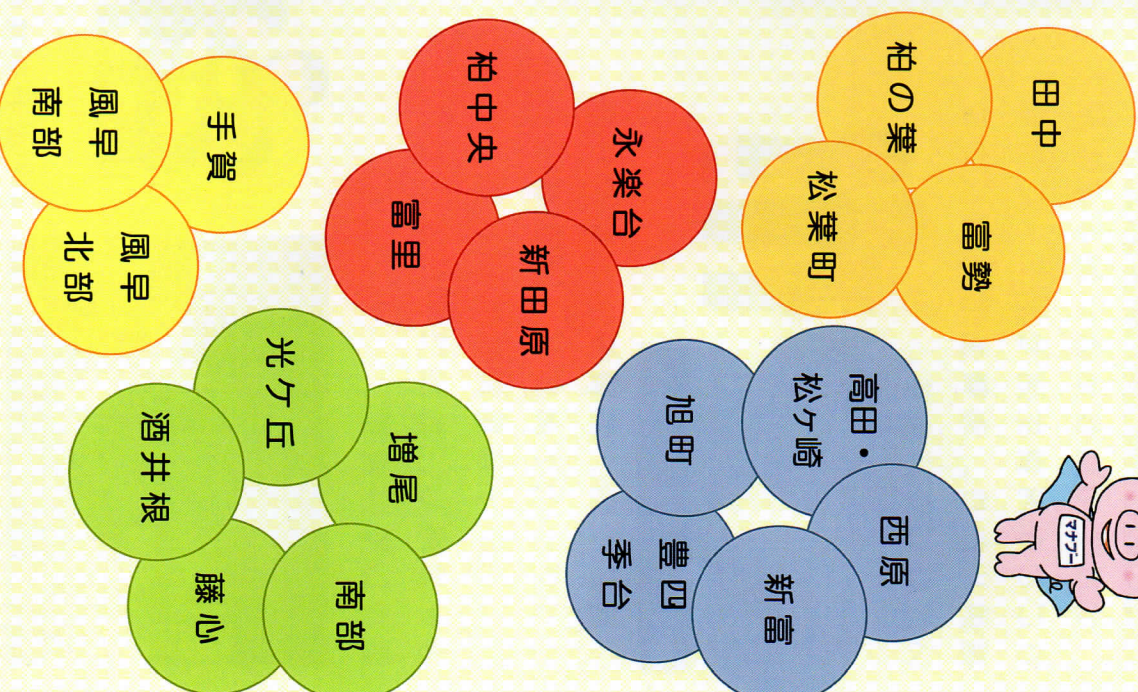 田中
柏の葉
富勢
松葉町
マナブー
高田・
松ケ崎
西原
旭町
新富
豊四
季台
永楽台
柏中央
新田原
富里
増尾
南部
光ケ丘
藤心
酒井根
手賀
風早
南部
風早
北部